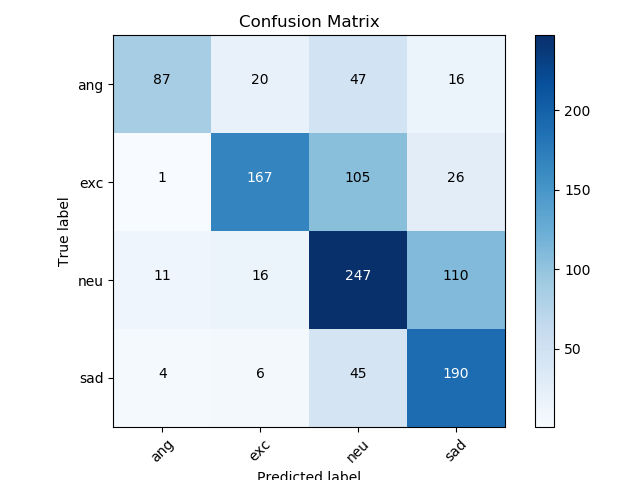 Confusion Matrix
True label
ang 87 20 47 16
exc 1 167 105 26
neu 11 16 247 110
sad 4 6 45 190
ang exc neu sad
Predicted label
200
150
100
50